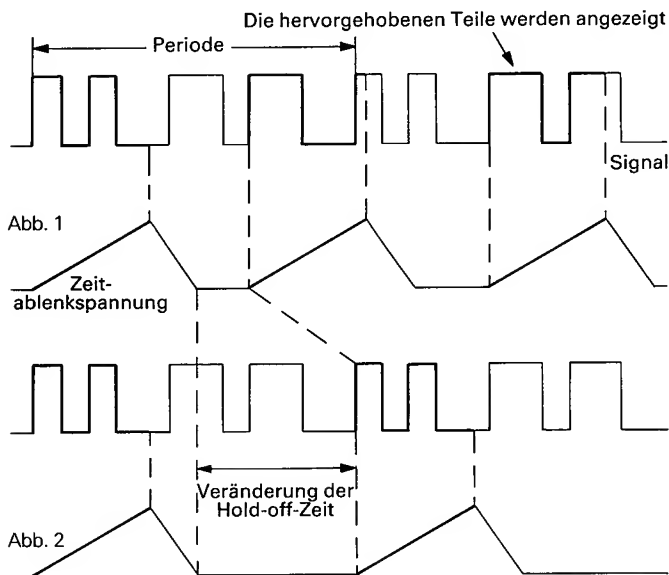 Die hervorgehobenen Teile werden angezeigt
Periode
Signal
Abb. 1
Zeit-
ablenkspannung
Veränderung der
Hold-off-Zeit
Abb. 2